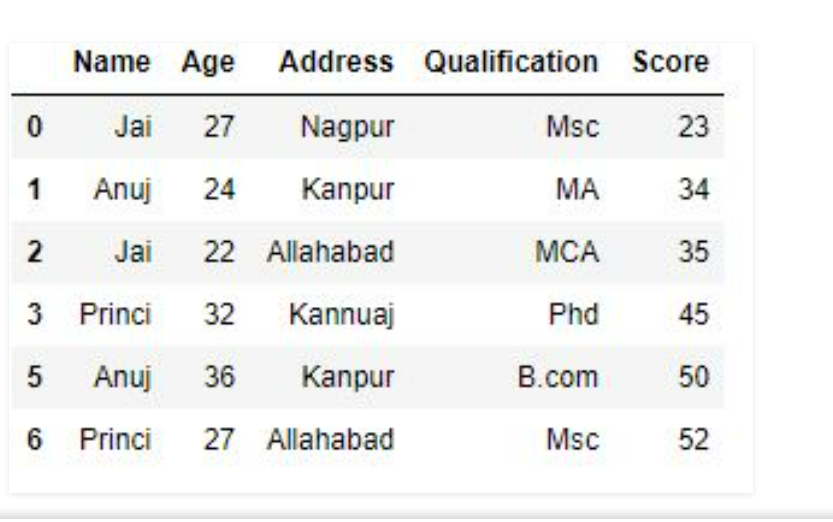 Name Age Address Qualification Score
0 Jai 27 Nagpur Msc 23
1 Anuj 24 Kanpur MA 34
2 Jai 22 Allahabad MCA 35
3 Princi 32 Kannuaj Phd 45
5 Anuj 36 Kanpur B.com 50
6 Princi 27 Allahabad Msc 52